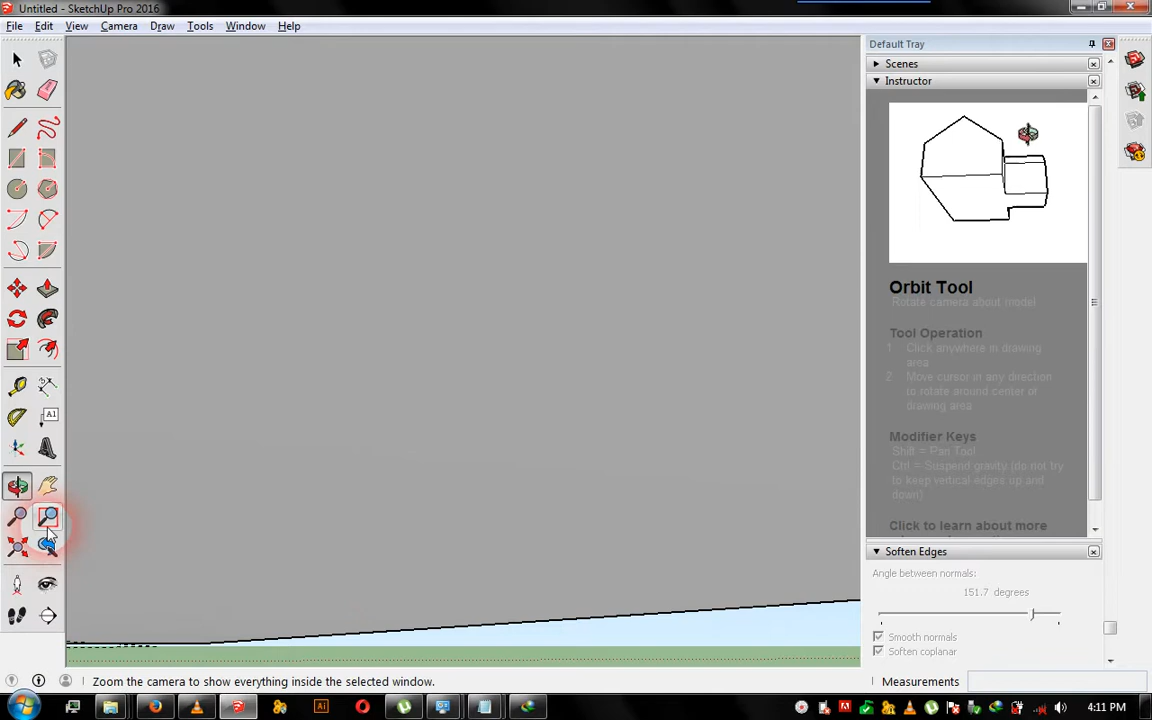 Untitled - SketchUp Pro 2016
File Edit View Camera Draw Tools Window Help
Default Tray
Scenes
Instructor
Orbit Tool
Rotate camera about model
Tool Operation
1 Click anywhere in drawing
area
2 Move cursor in any direction
to rotate around center of
drawing area
Modifier Keys
Shift = Pan Tool
Ctrl = Suspend gravity (do not try
to keep vertical edges up and
down)
Click to learn about more
Soften Edges
Angle between normals:
151.7 degrees
Smooth normals
Soften coplanar
A1
Zoom the camera to show everything inside the selected window.
Measurements
Ai
4:11 PM